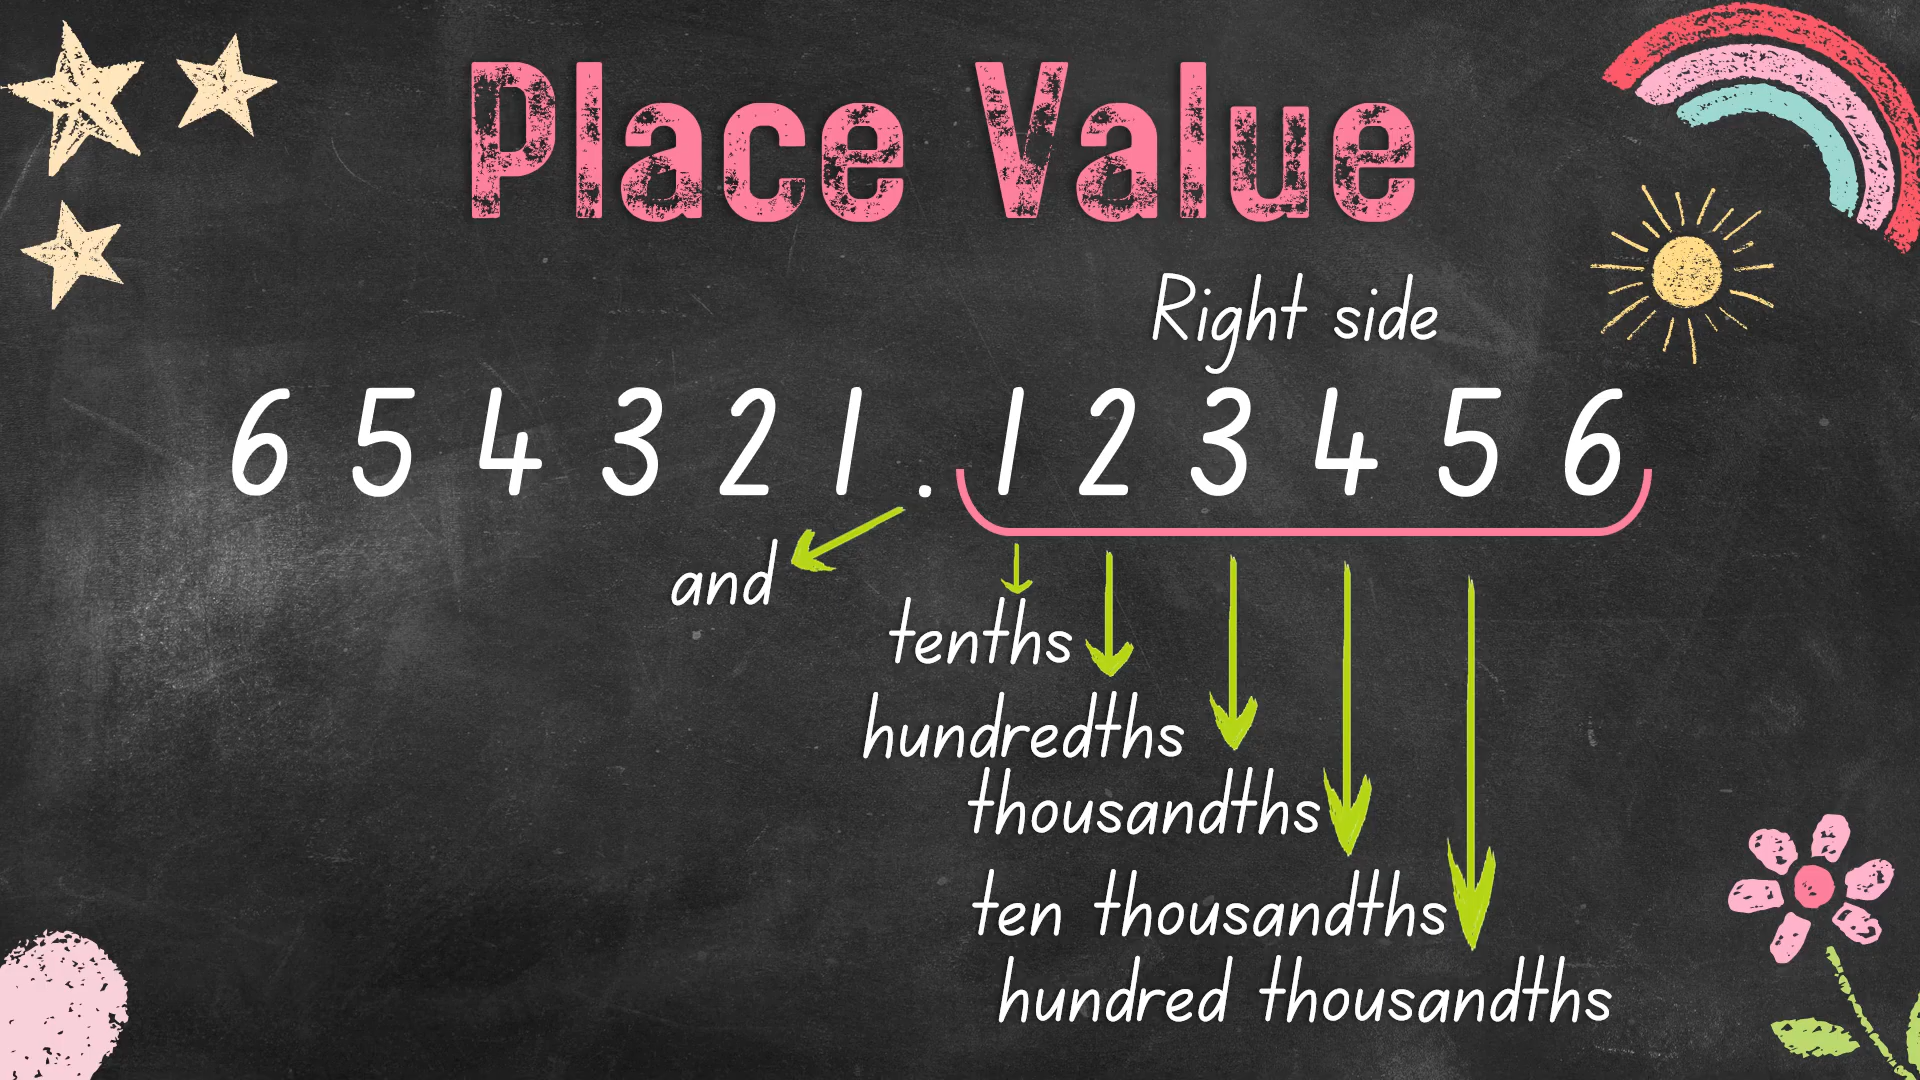 Place Value
Right side
6 5 4 3 2 1 . 1 2 3 4 5 6
and
tenths
hundredths
thousandths
ten thousandths
hundred thousandths